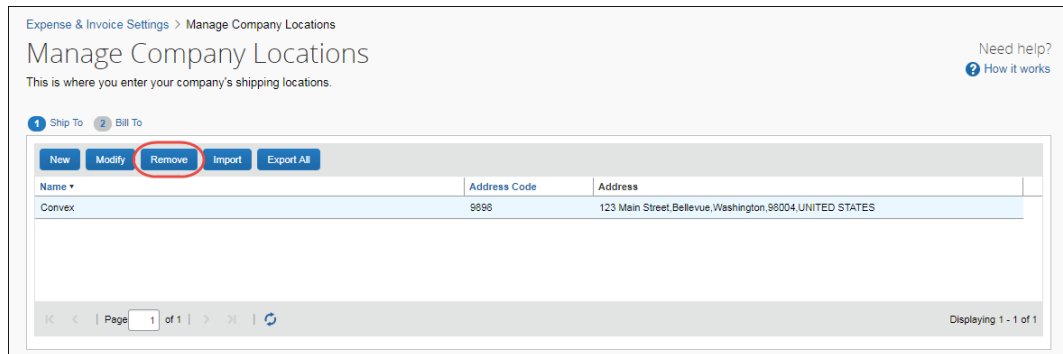 Expense & Invoice Settings > Manage Company Locations
Manage Company Locations
Need help?
This is where you enter your company's shipping locations.
? How it works
1 Ship To 2 Bill To
New Modify Remove Import Export All
Name Address Code Address
Convex 9898 123 Main Street,Bellevue,Washington,98004,UNITED STATES
Page 1 of 1 Displaying 1 - 1 of 1